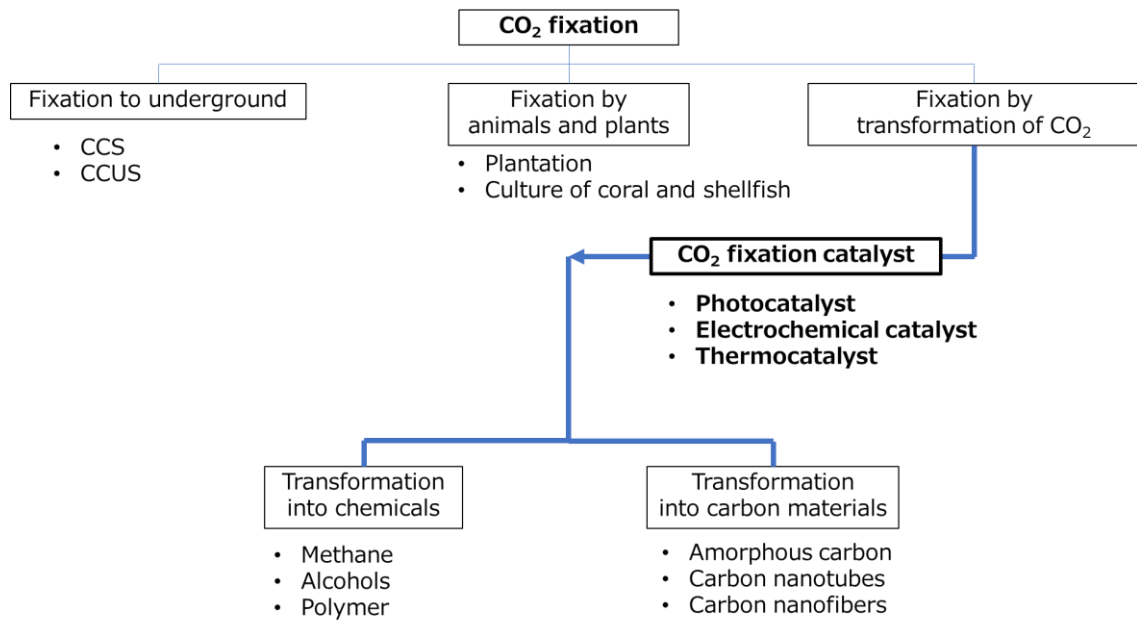 CO₂ fixation
Fixation to underground
• CCS
• CCUS
Fixation by
animals and plants
• Plantation
• Culture of coral and shellfish
Fixation by
transformation of CO₂
CO₂ fixation catalyst
• Photocatalyst
• Electrochemical catalyst
• Thermocatalyst
Transformation
into chemicals
• Methane
• Alcohols
• Polymer
Transformation
into carbon materials
• Amorphous carbon
• Carbon nanotubes
• Carbon nanofibers